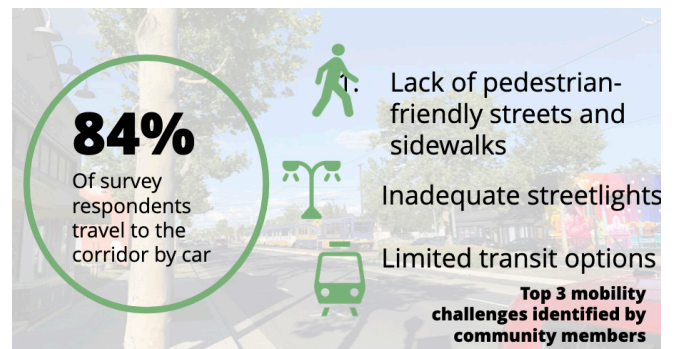 84%
Of survey
respondents
travel to the
corridor by car
1. Lack of pedestrian-
friendly streets and
sidewalks
Inadequate streetlights
Limited transit options
Top 3 mobility
challenges identified by
community members